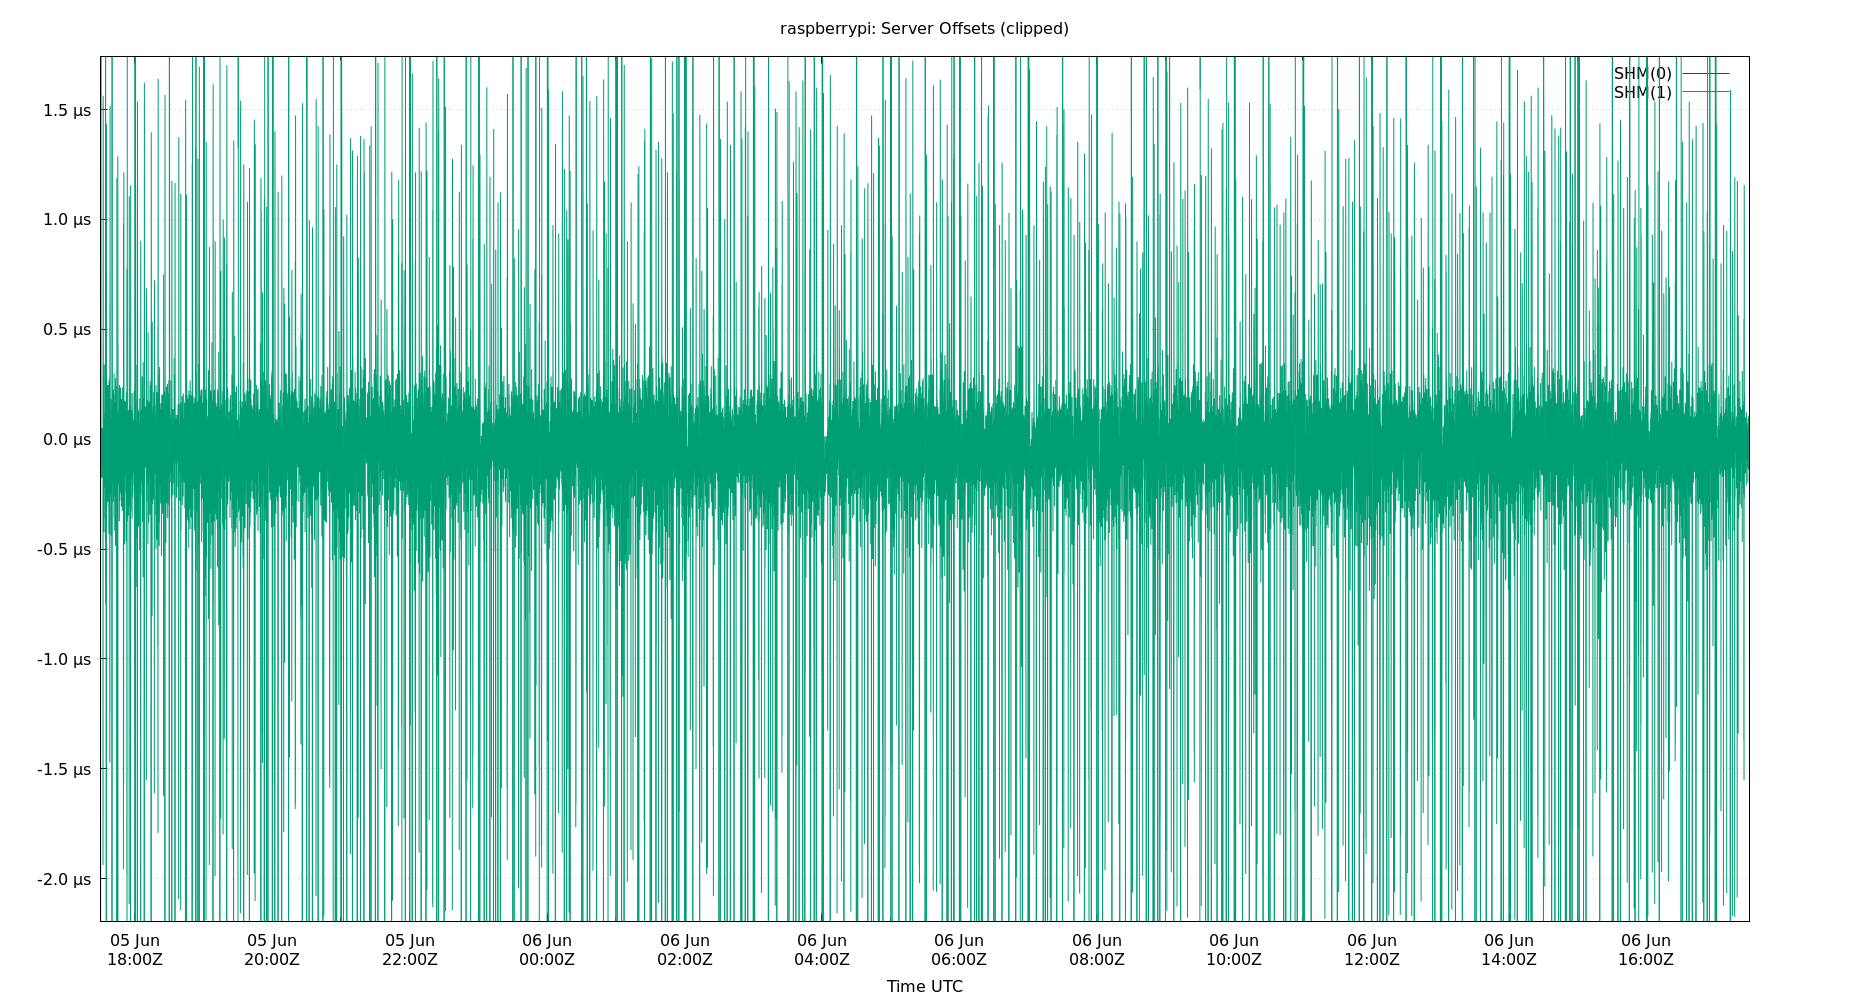 raspberrypi: Server Offsets (clipped)
SHM(0)
SHM(1)
1.5 µs
1.0 µs
0.5 µs
0.0 µs
-0.5 µs
-1.0 µs
-1.5 µs
-2.0 µs
05 Jun 05 Jun 05 Jun 06 Jun 06 Jun 06 Jun 06 Jun 06 Jun 06 Jun 06 Jun 06 Jun 06 Jun
18:00Z 20:00Z 22:00Z 00:00Z 02:00Z 04:00Z 06:00Z 08:00Z 10:00Z 12:00Z 14:00Z 16:00Z
Time UTC